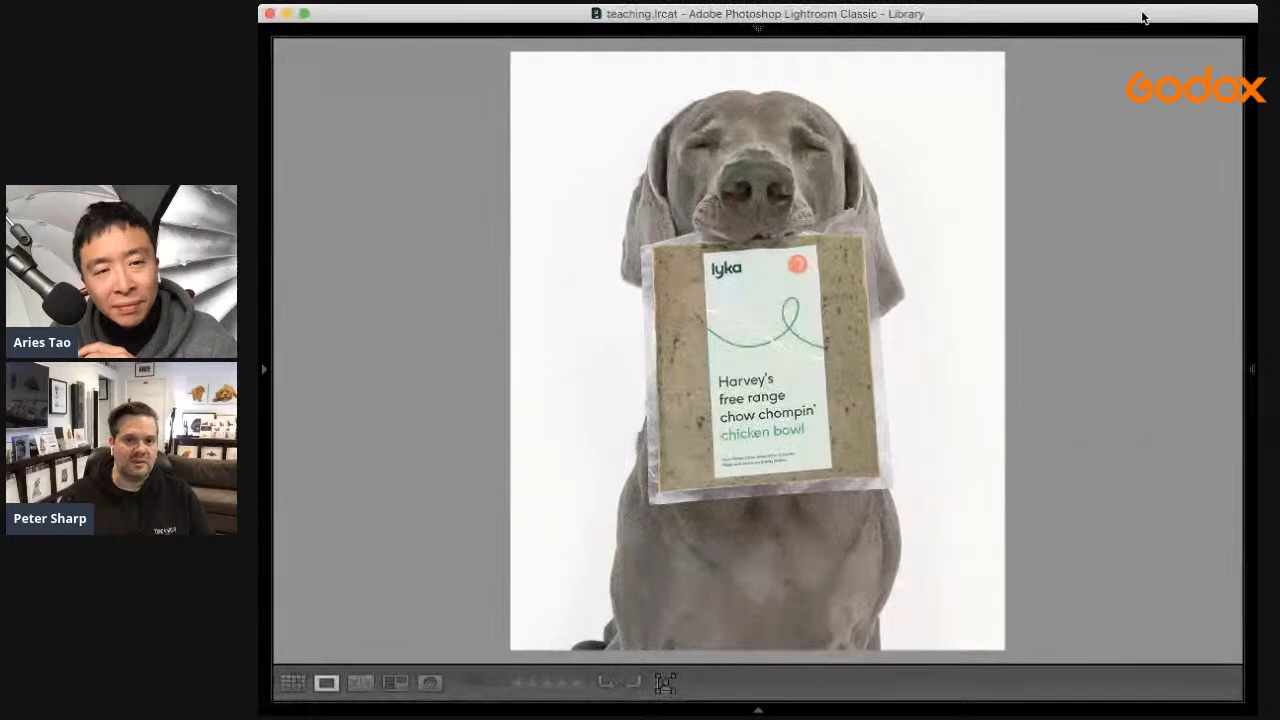 teaching.lrcat - Adobe Photoshop Lightroom Classic - Library
Godox
lyka
Harvey's
free range
chow chompin'
chicken bowl
Aries Tao
Peter Sharp